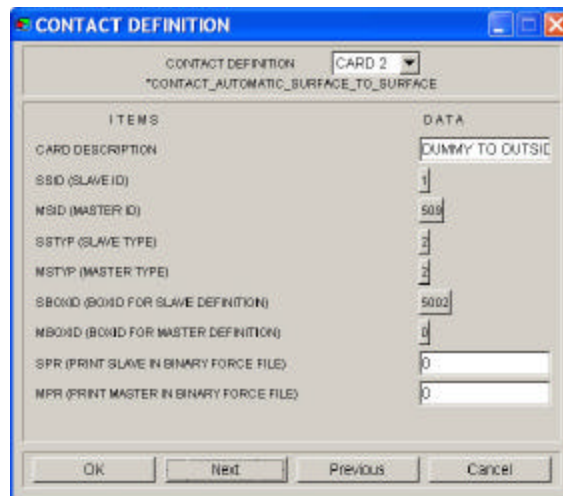 CONTACT DEFINITION
CONTACT DEFINITION CARD 2
*CONTACT_AUTOMATIC_SURFACE_TO_SURFACE
ITEMS DATA
CARD DESCRIPTION DUMMY TO OUTSID
SSID (SLAVE ID) 1
MSID (MASTER ID) 509
SSTYP (SLAVE TYPE) 2
MSTYP (MASTER TYPE) 2
SBOXID (BOXID FOR SLAVE DEFINITION) 5002
MBOXID (BOXID FOR MASTER DEFINITION) 0
SPR (PRINT SLAVE IN BINARY FORCE FILE) 0
MPR (PRINT MASTER IN BINARY FORCE FILE) 0
OK Next Previous Cancel